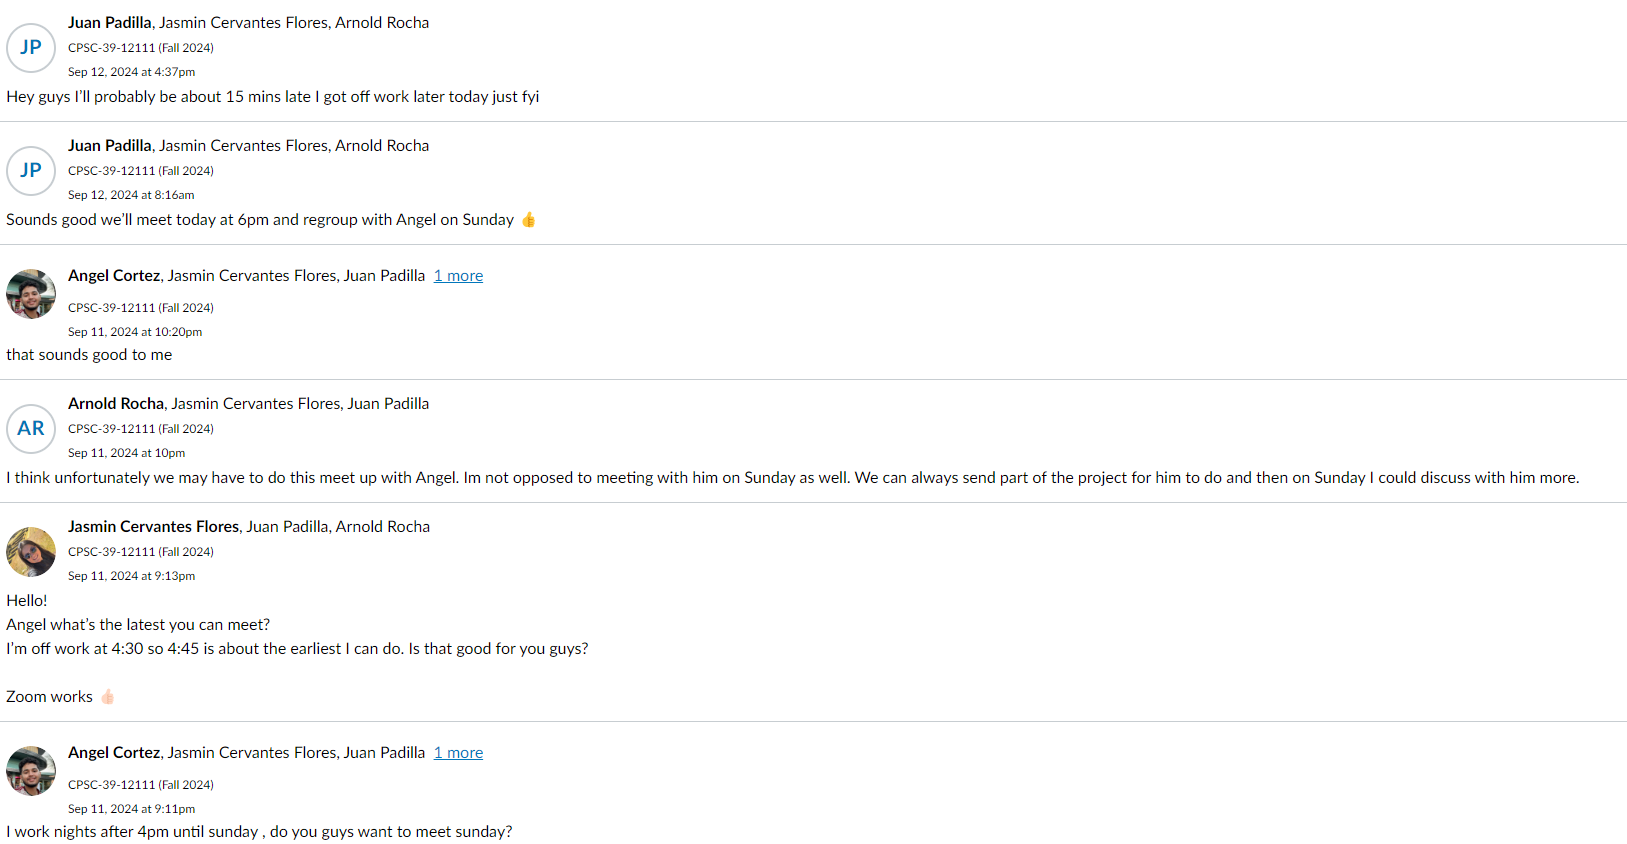 Juan Padilla, Jasmin Cervantes Flores, Arnold Rocha
JP
CPSC-39-12111 (Fall 2024)
Sep 12, 2024 at 4:37pm
Hey guys I'll probably be about 15 mins late I got off work later today just fyi
Juan Padilla, Jasmin Cervantes Flores, Arnold Rocha
JP
CPSC-39-12111 (Fall 2024)
Sep 12, 2024 at 8:16am
Sounds good we'll meet today at 6pm and regroup with Angel on Sunday 👍
Angel Cortez, Jasmin Cervantes Flores, Juan Padilla 1 more
CPSC-39-12111 (Fall 2024)
Sep 11, 2024 at 10:20pm
that sounds good to me
Arnold Rocha, Jasmin Cervantes Flores, Juan Padilla
AR
CPSC-39-12111 (Fall 2024)
Sep 11, 2024 at 10pm
I think unfortunately we may have to do this meet up with Angel. Im not opposed to meeting with him on Sunday as well. We can always send part of the project for him to do and then on Sunday I could discuss with him more.
Jasmin Cervantes Flores, Juan Padilla, Arnold Rocha
CPSC-39-12111 (Fall 2024)
Sep 11, 2024 at 9:13pm
Hello!
Angel what's the latest you can meet?
I'm off work at 4:30 so 4:45 is about the earliest I can do. Is that good for you guys?
Zoom works 👍🏻
Angel Cortez, Jasmin Cervantes Flores, Juan Padilla 1 more
CPSC-39-12111 (Fall 2024)
Sep 11, 2024 at 9:11pm
I work nights after 4pm until sunday , do you guys want to meet sunday?